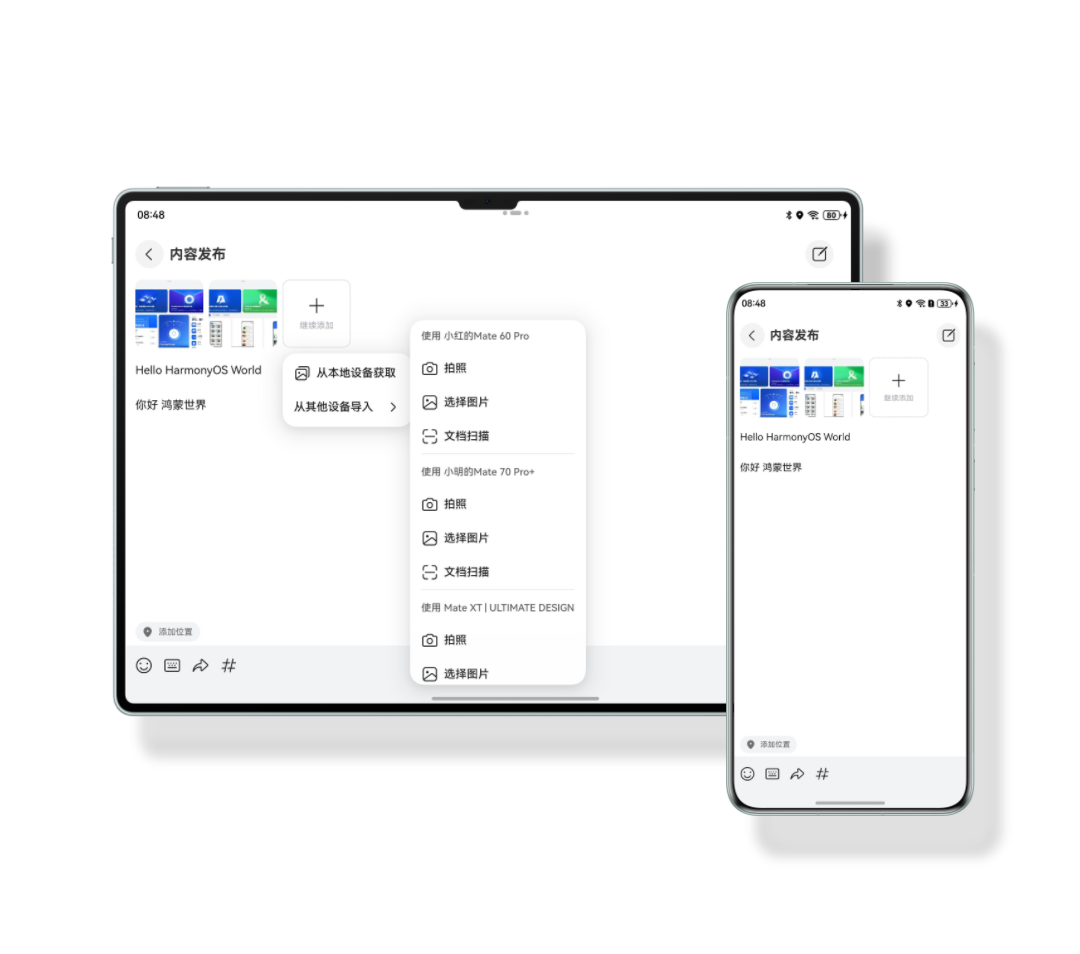 08:48
80
内容发布
继续添加
Hello HarmonyOS World
你好 鸿蒙世界
从本地设备获取
从其他设备导入
使用 小红的Mate 60 Pro
拍照
选择图片
文档扫描
使用 小明的Mate 70 Pro+
拍照
选择图片
文档扫描
使用 Mate XT | ULTIMATE DESIGN
拍照
选择图片
添加位置
#
08:48
33
内容发布
继续添加
Hello HarmonyOS World
你好 鸿蒙世界
添加位置
#